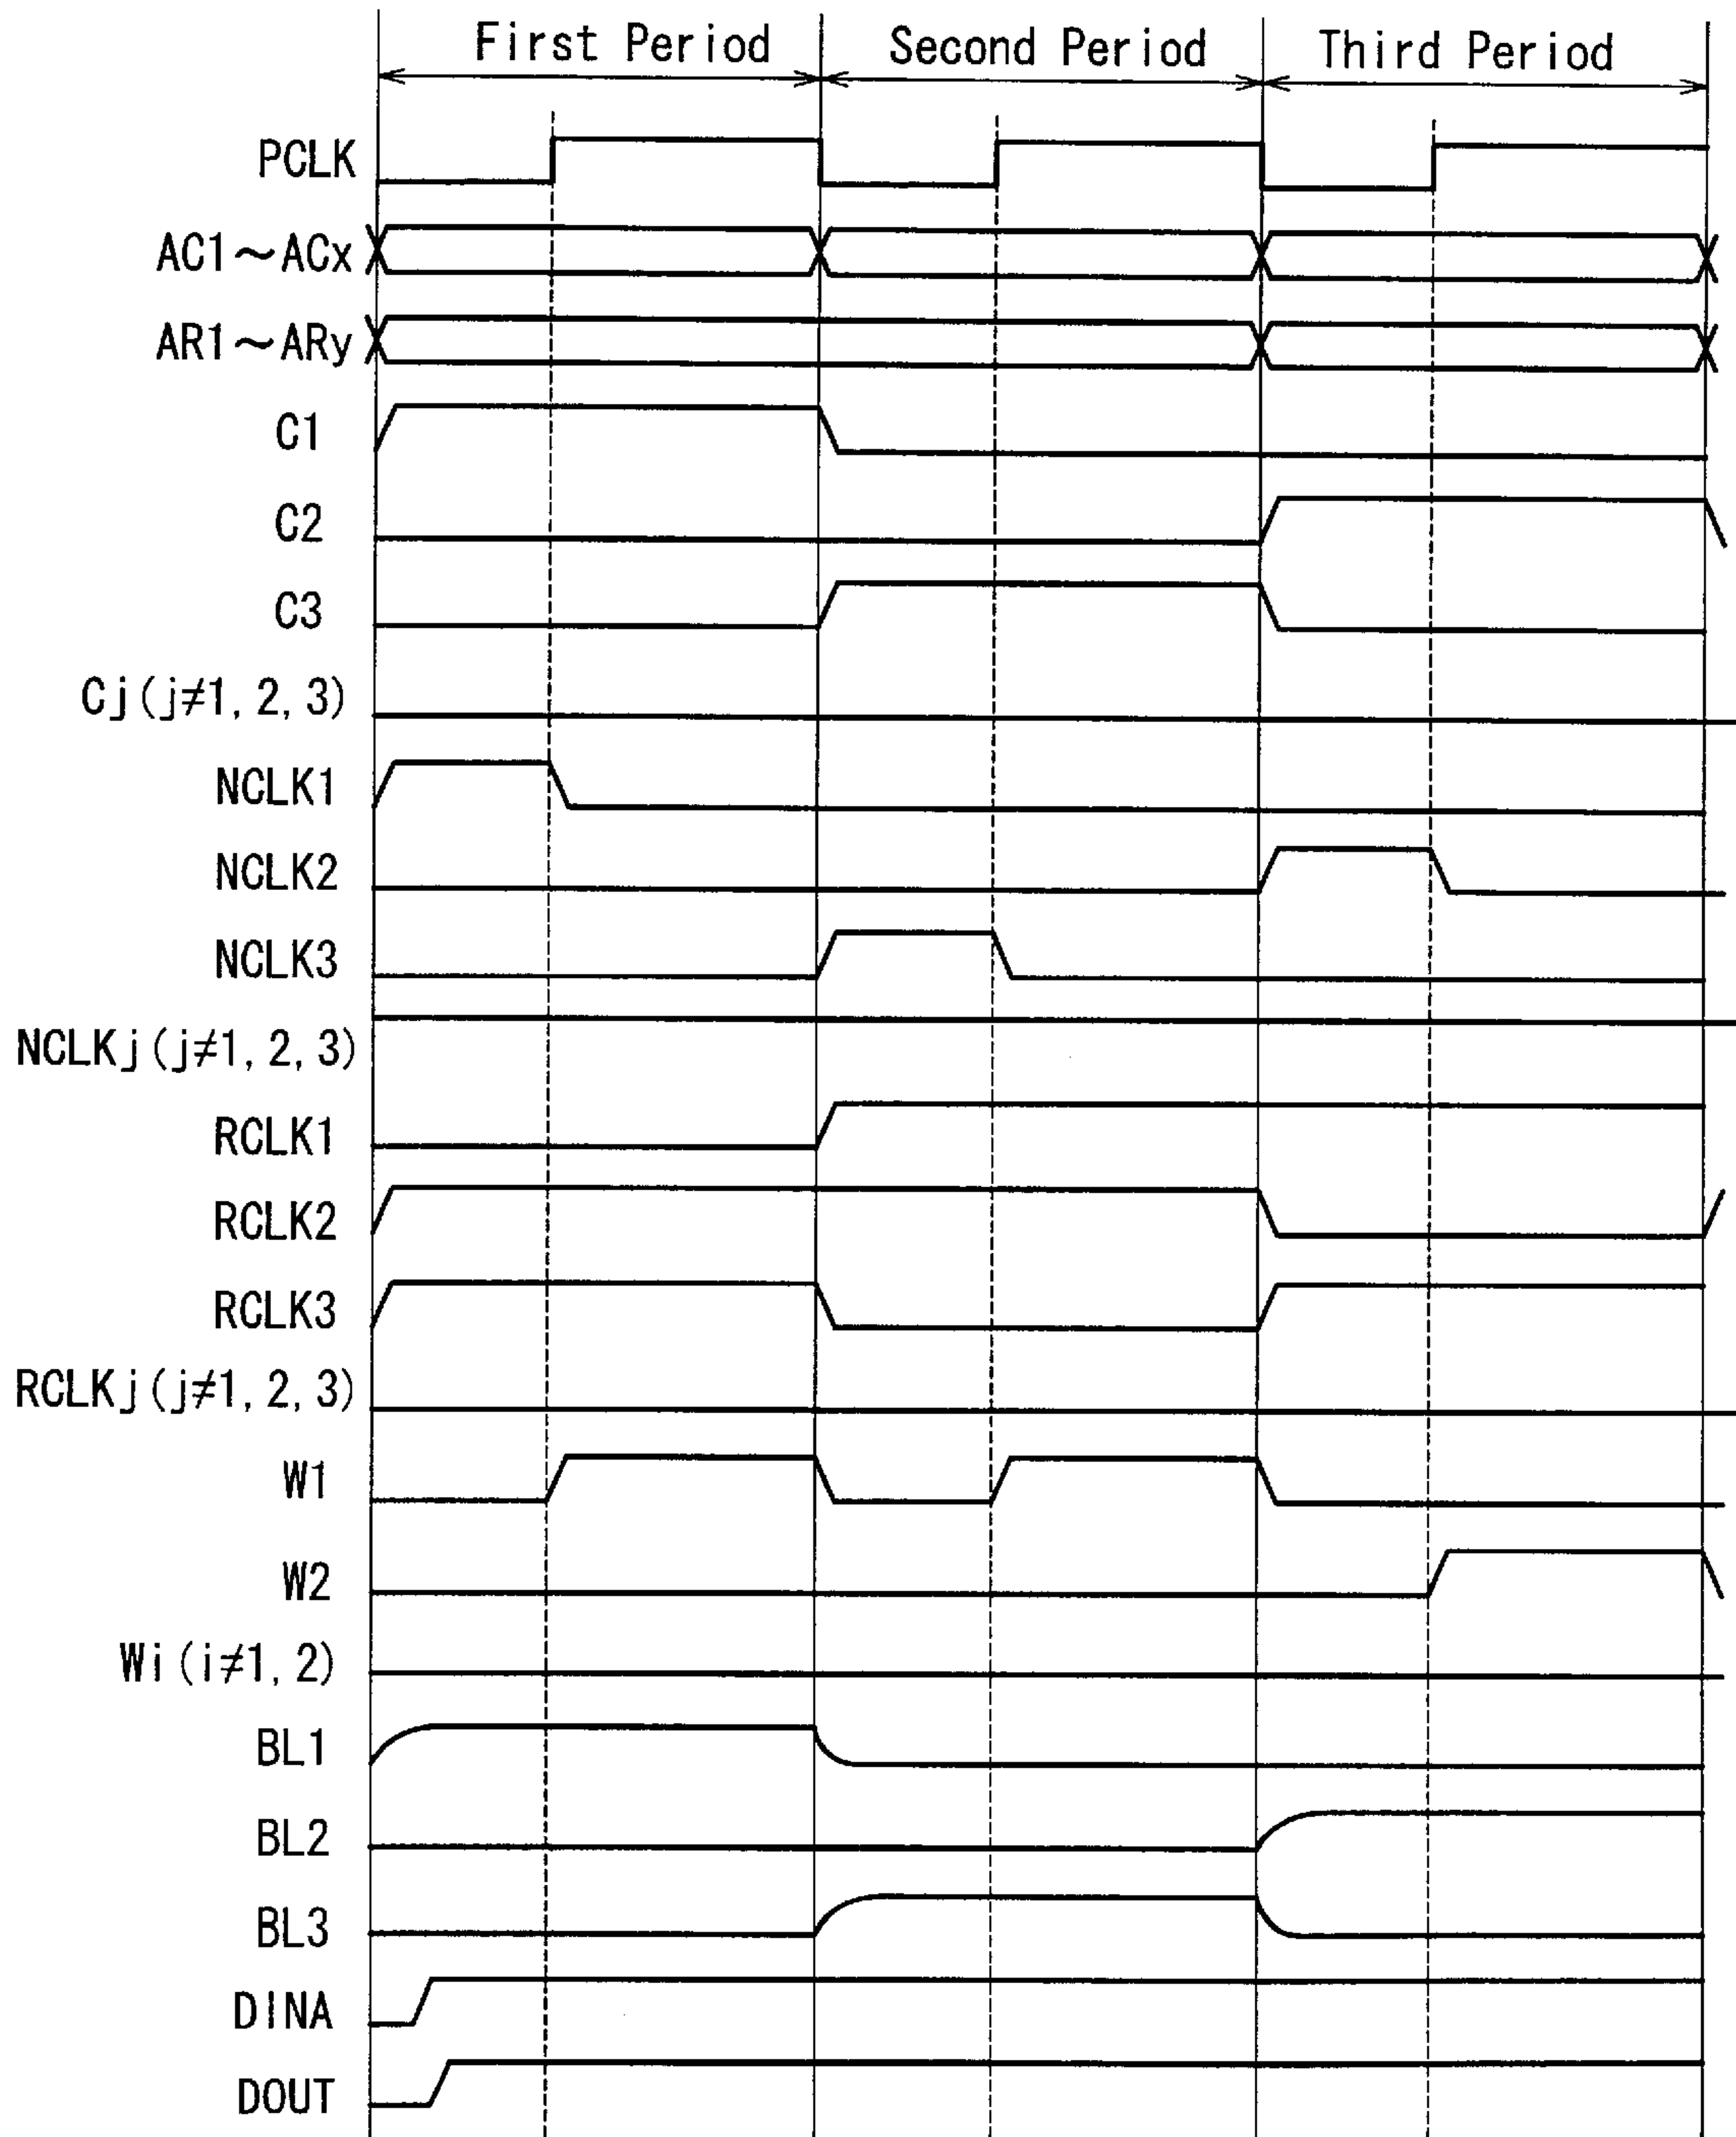 First Period Second Period Third Period
PCLK
AC1~ACx
AR1~ARy
C1
C2
C3
Cj(j≠1, 2, 3)
NCLK1
NCLK2
NCLK3
NCLKj(j≠1, 2, 3)
RCLK1
RCLK2
RCLK3
RCLKj(j≠1, 2, 3)
W1
W2
Wi(i≠1, 2)
BL1
BL2
BL3
DINA
DOUT